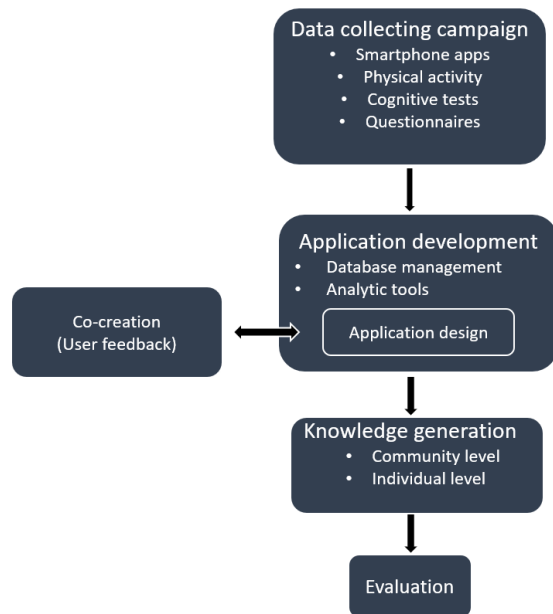 Data collecting campaign
• Smartphone apps
• Physical activity
• Cognitive tests
• Questionnaires
Application development
• Database management
• Analytic tools
Application design
Co-creation
(User feedback)
Knowledge generation
• Community level
• Individual level
Evaluation